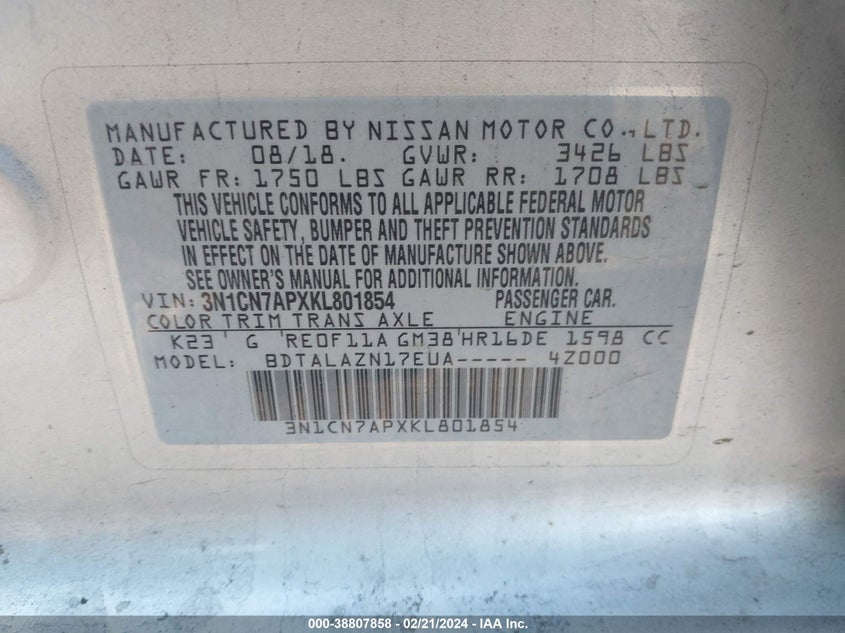 MANUFACTURED BY NISSAN MOTOR CO., LTD.
DATE: 08/18. GVWR: 3426 LBS
GAWR FR: 1750 LBS GAWR RR: 1708 LBS
THIS VEHICLE CONFORMS TO ALL APPLICABLE FEDERAL MOTOR
VEHICLE SAFETY, BUMPER AND THEFT PREVENTION STANDARDS
IN EFFECT ON THE DATE OF MANUFACTURE SHOWN ABOVE.
SEE OWNER'S MANUAL FOR ADDITIONAL INFORMATION.
VIN: 3N1CN7APXKL801854 PASSENGER CAR.
COLOR TRIM TRANS AXLE ENGINE
K23 G RE0F11A GM38 HR16DE 1598 CC
MODEL: BDTALAZN17EUA----- 4Z000
3N1CN7APXKL801854
000-38807858 - 02/21/2024 - IAA Inc.